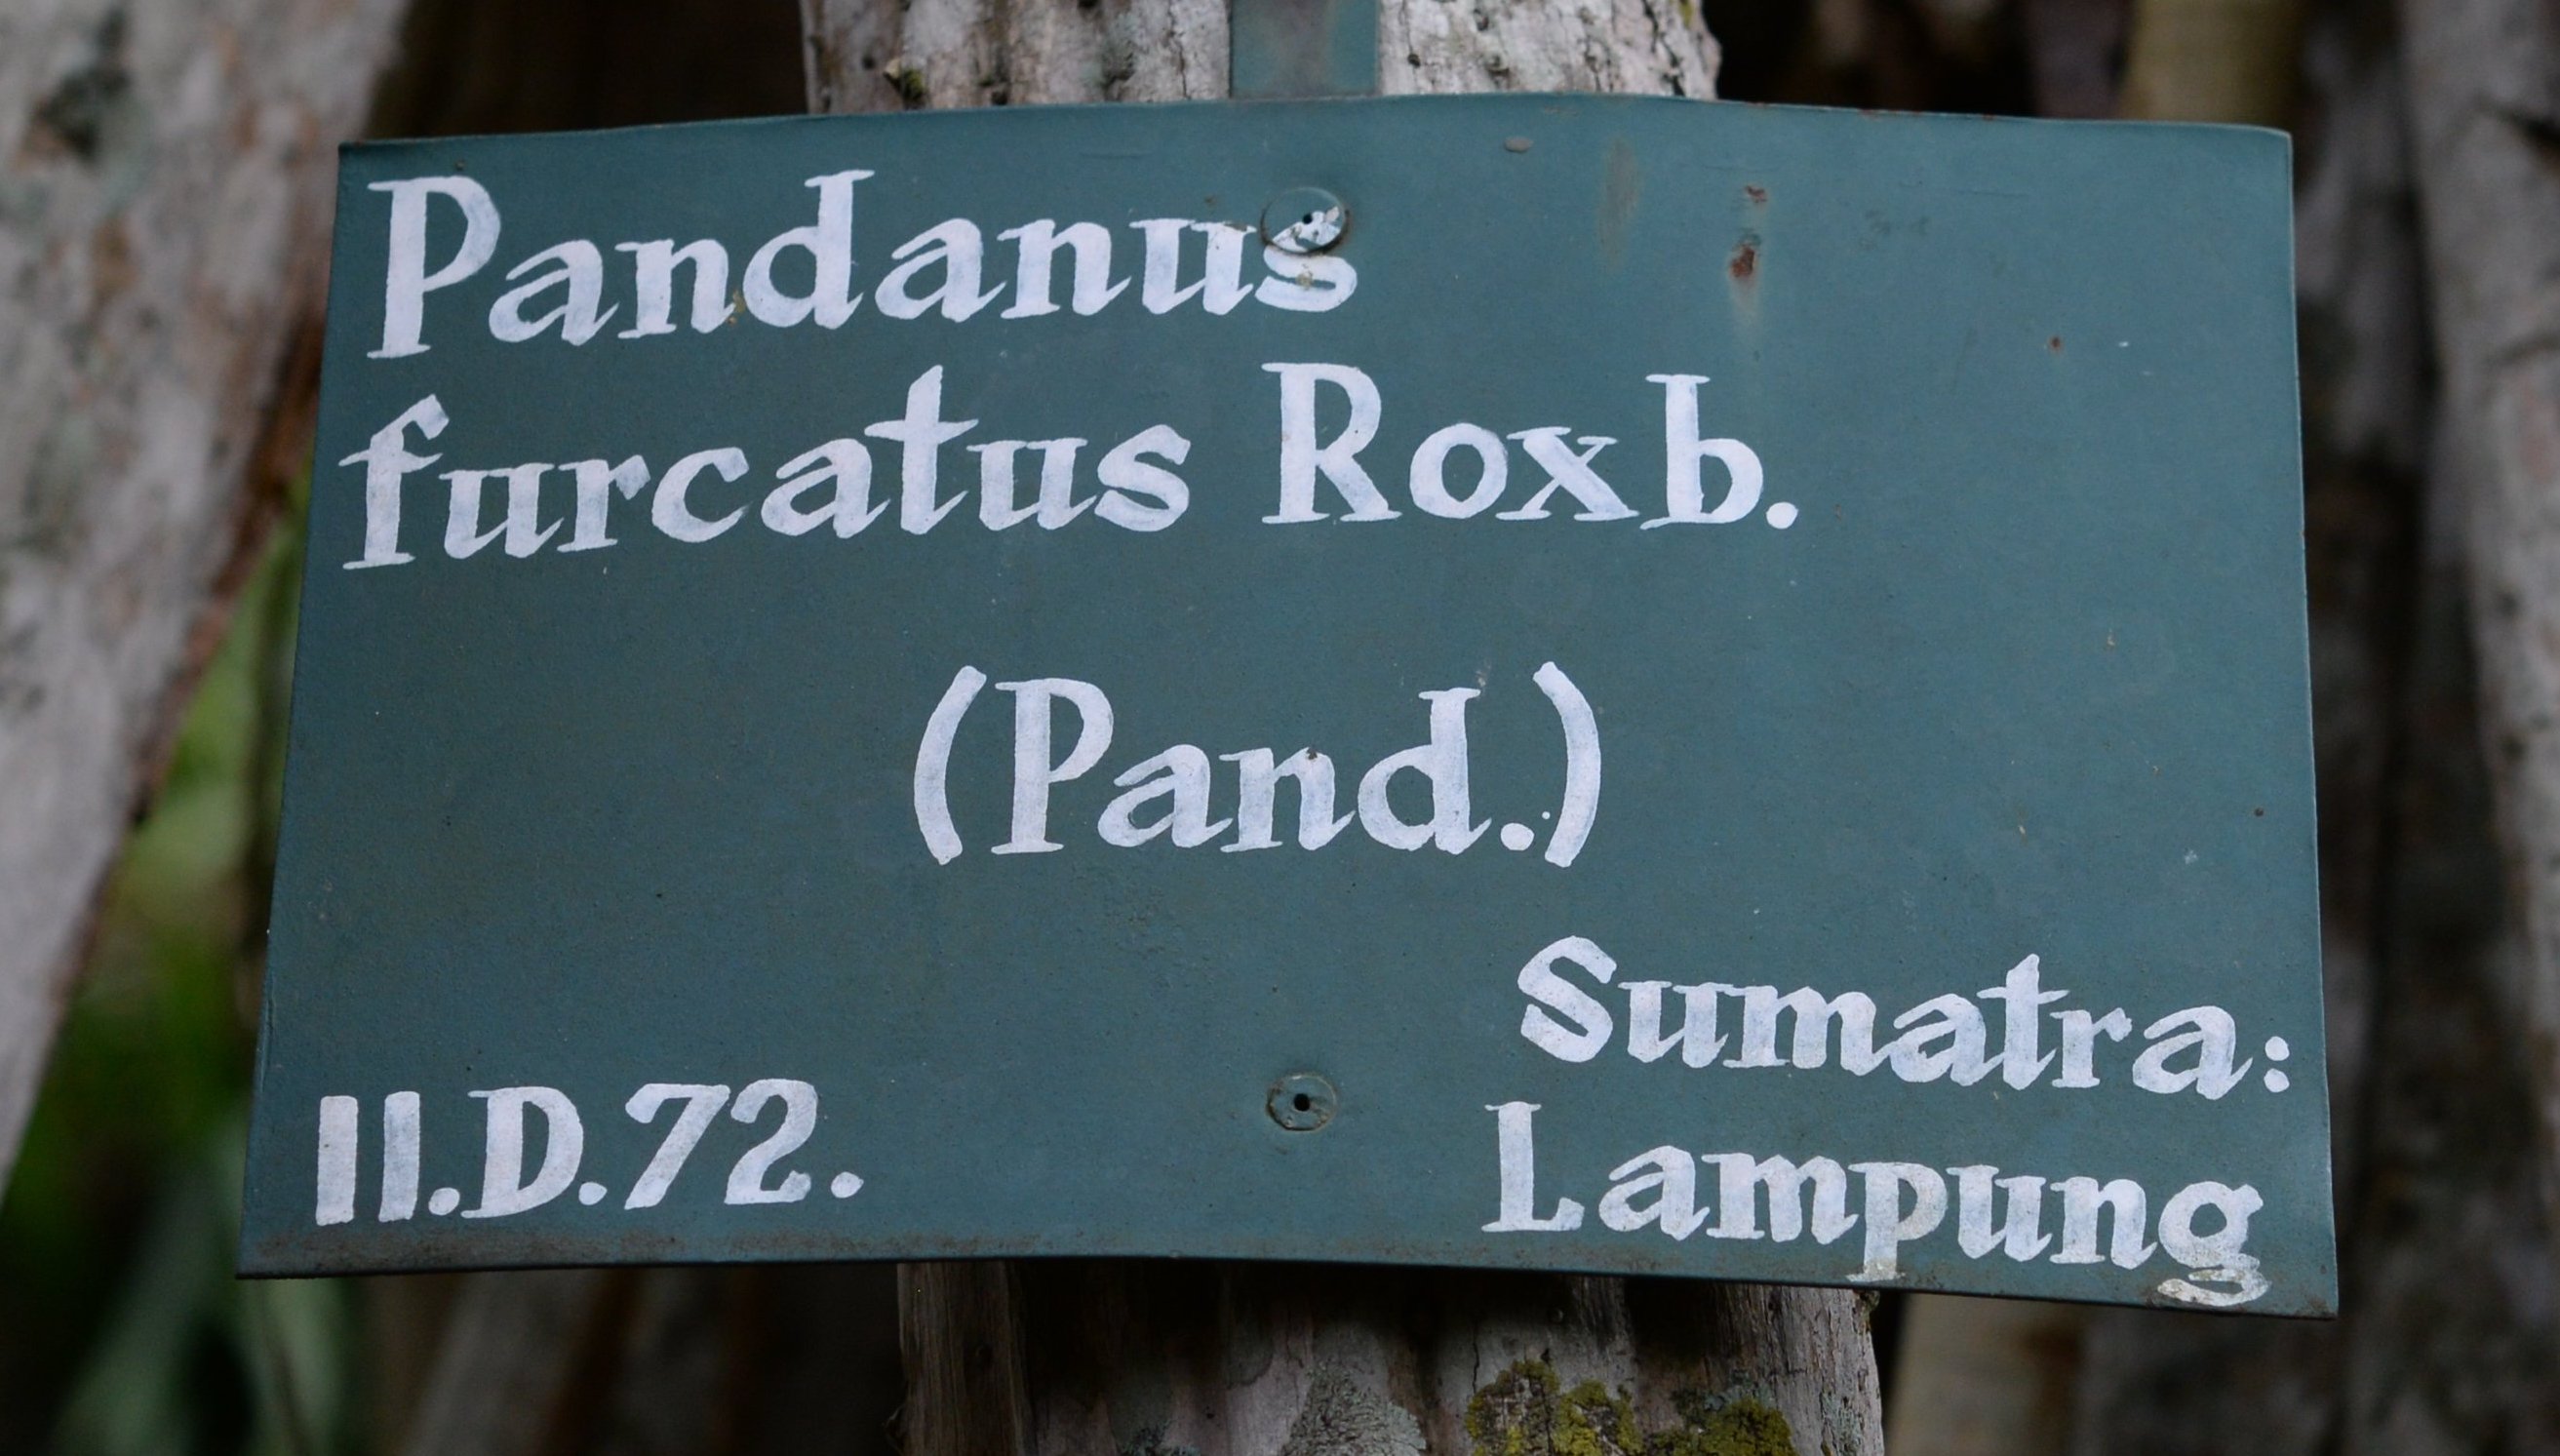 Pandanus
furcatus Roxb.
(Pand.)
Sumatra:
II.D.72.
Lampung